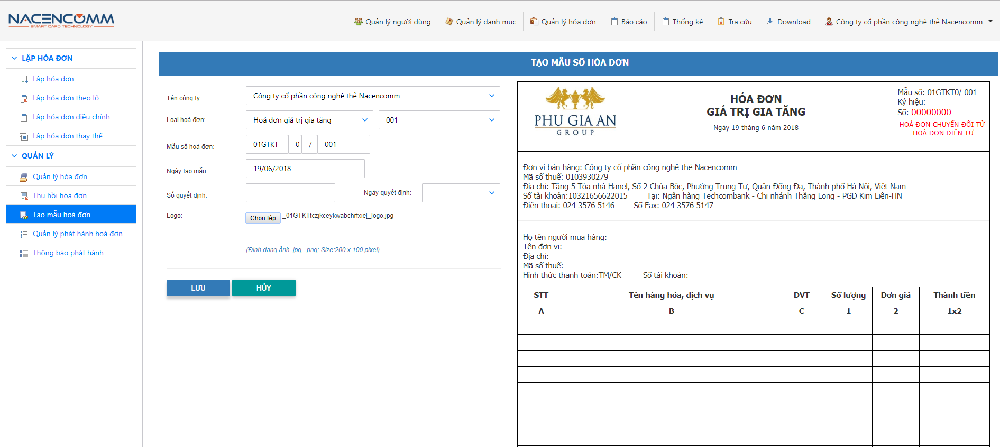 NACENCOMM
SMART CARD TECHNOLOGY
Quản lý người dùng
Quản lý danh mục
Quản lý hóa đơn
Báo cáo
Thống kê
Tra cứu
Download
Công ty cổ phần công nghệ thẻ Nacencomm
LẬP HÓA ĐƠN
Lập hóa đơn
Lập hóa đơn theo lô
Lập hóa đơn điều chỉnh
Lập hóa đơn thay thế
QUẢN LÝ
Quản lý hóa đơn
Thu hồi hóa đơn
Tạo mẫu hoá đơn
Quản lý phát hành hoá đơn
Thông báo phát hành
TẠO MẪU SỐ HÓA ĐƠN
Tên công ty: Công ty cổ phần công nghệ thẻ Nacencomm
Loại hoá đơn: Hoá đơn giá trị gia tăng 001
Mẫu số hoá đơn: 01GTKT 0 / 001
Ngày tạo mẫu : 19/06/2018
Số quyết định: Ngày quyết định:
Logo: Chọn tệp _01GTKTtczjkceykwabchrfxie[_logo.jpg
(Định dạng ảnh .jpg, .png; Size:200 x 100 pixel)
LƯU HỦY
PHU GIA AN
GROUP
HÓA ĐƠN
GIÁ TRỊ GIA TĂNG
Ngày 19 tháng 6 năm 2018
Mẫu số: 01GTKT0/ 001
Ký hiệu:
Số: 00000000
HOÁ ĐƠN CHUYỂN ĐỔI TỪ
HOÁ ĐƠN ĐIỆN TỬ
Đơn vị bán hàng: Công ty cổ phần công nghệ thẻ Nacencomm
Mã số thuế: 0103930279
Địa chỉ: Tầng 5 Tòa nhà Hanel, Số 2 Chùa Bộc, Phường Trung Tự, Quận Đống Đa, Thành phố Hà Nội, Việt Nam
Số tài khoản:10321656622015 Tại: Ngân hàng Techcombank - Chi nhánh Thăng Long - PGD Kim Liên-HN
Điện thoại: 024 3576 5146 Số Fax: 024 3576 5147
Họ tên người mua hàng:
Tên đơn vị:
Địa chỉ:
Mã số thuế:
Hình thức thanh toán:TM/CK Số tài khoản:
STT Tên hàng hóa, dịch vụ ĐVT Số lượng Đơn giá Thành tiền
A B C 1 2 1x2